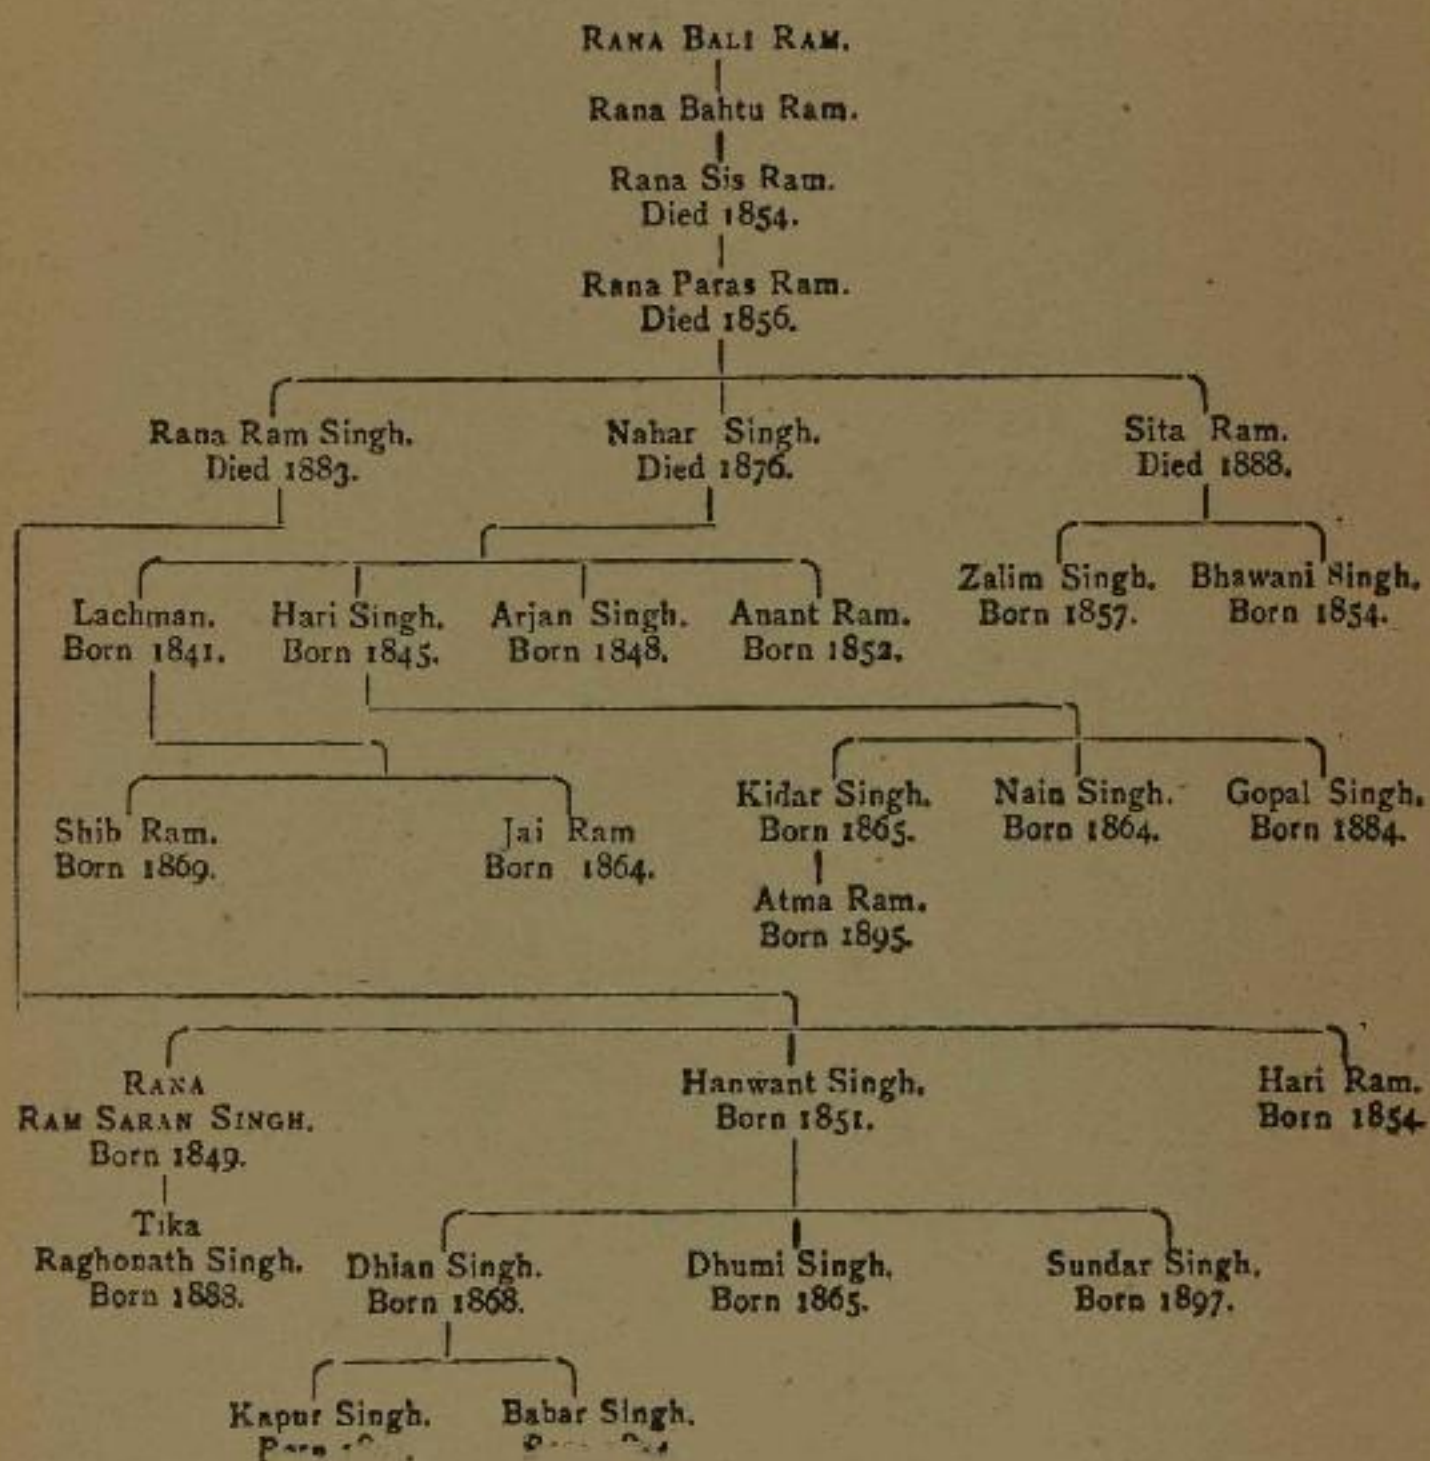 RANA BALI RAM.
Rana Bahtu Ram.
Rana Sis Ram.
Died 1854.
Rana Paras Ram.
Died 1856.
Rana Ram Singh.
Died 1883.
Nahar Singh.
Died 1876.
Sita Ram.
Died 1888.
Lachman.
Born 1841.
Hari Singh.
Born 1845.
Arjan Singh.
Born 1848.
Anant Ram.
Born 1852.
Zalim Singh.
Born 1857.
Bhawani Singh.
Born 1854.
Shib Ram.
Born 1869.
Jai Ram
Born 1864.
Kidar Singh.
Born 1865.
Nain Singh.
Born 1864.
Gopal Singh.
Born 1884.
Atma Ram.
Born 1895.
RANA
RAM SARAN SINGH.
Born 1849.
Hanwant Singh.
Born 1851.
Hari Ram.
Born 1854
Tika
Raghonath Singh.
Born 1888.
Dhian Singh.
Born 1868.
Dhumi Singh.
Born 1865.
Sundar Singh.
Born 1897.
Kapur Singh.
Babar Singh.